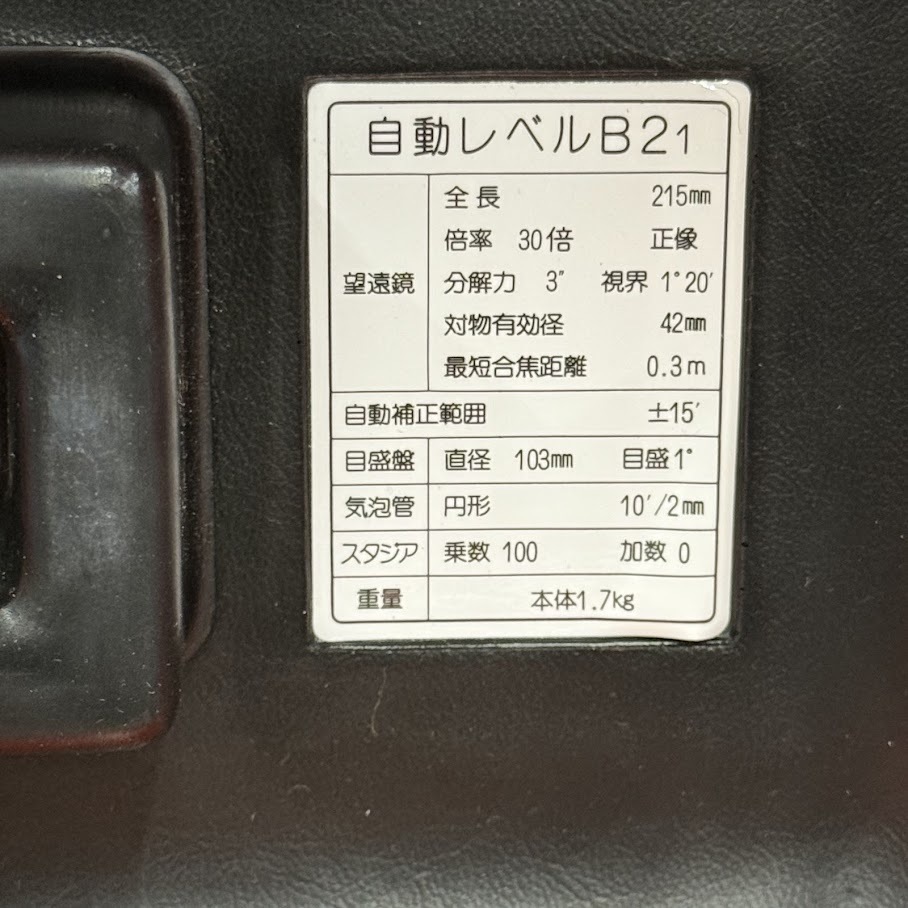 自動レベルB21
望遠鏡
全長 215mm
倍率 30倍 正像
分解力 3″ 視界 1°20′
対物有効径 42mm
最短合焦距離 0.3m
自動補正範囲 ±15′
目盛盤 直径 103mm 目盛1°
気泡管 円形 10′/2mm
スタジア 乗数 100 加数 0
重量 本体1.7kg